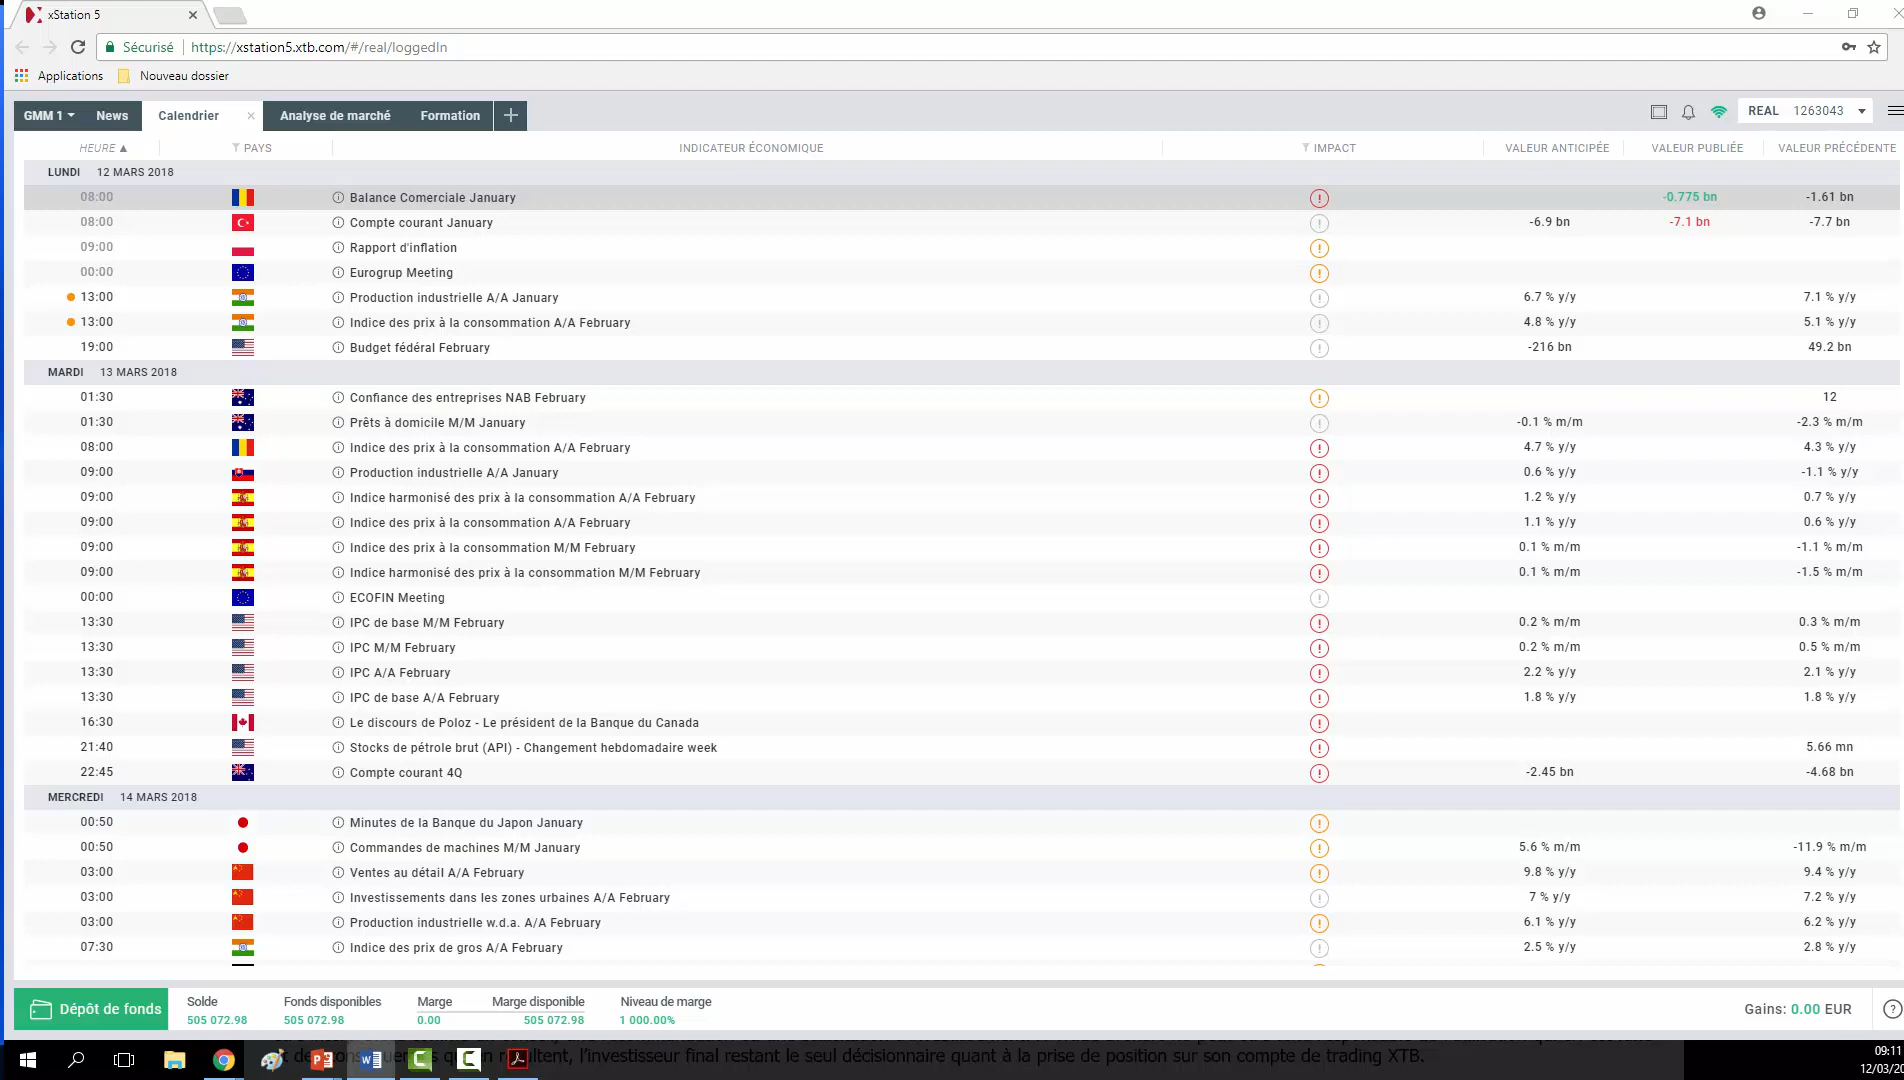 xStation 5
Sécurisé https://xstation5.xtb.com/#/real/loggedIn
Applications Nouveau dossier
GMM 1 News Calendrier Analyse de marché Formation REAL 1263043
HEURE PAYS INDICATEUR ÉCONOMIQUE IMPACT VALEUR ANTICIPÉE VALEUR PUBLIÉE VALEUR PRÉCÉDENTE
LUNDI 12 MARS 2018
08:00 Balance Comerciale January -0.775 bn -1.61 bn
08:00 Compte courant January -6.9 bn -7.1 bn -7.7 bn
09:00 Rapport d'inflation
00:00 Eurogrup Meeting
13:00 Production industrielle A/A January 6.7 % y/y 7.1 % y/y
13:00 Indice des prix à la consommation A/A February 4.8 % y/y 5.1 % y/y
19:00 Budget fédéral February -216 bn 49.2 bn
MARDI 13 MARS 2018
01:30 Confiance des entreprises NAB February 12
01:30 Prêts à domicile M/M January -0.1 % m/m -2.3 % m/m
08:00 Indice des prix à la consommation A/A February 4.7 % y/y 4.3 % y/y
09:00 Production industrielle A/A January 0.6 % y/y -1.1 % y/y
09:00 Indice harmonisé des prix à la consommation A/A February 1.2 % y/y 0.7 % y/y
09:00 Indice des prix à la consommation A/A February 1.1 % y/y 0.6 % y/y
09:00 Indice des prix à la consommation M/M February 0.1 % m/m -1.1 % m/m
09:00 Indice harmonisé des prix à la consommation M/M February 0.1 % m/m -1.5 % m/m
00:00 ECOFIN Meeting
13:30 IPC de base M/M February 0.2 % m/m 0.3 % m/m
13:30 IPC M/M February 0.2 % m/m 0.5 % m/m
13:30 IPC A/A February 2.2 % y/y 2.1 % y/y
13:30 IPC de base A/A February 1.8 % y/y 1.8 % y/y
16:30 Le discours de Poloz - Le président de la Banque du Canada
21:40 Stocks de pétrole brut (API) - Changement hebdomadaire week 5.66 mn
22:45 Compte courant 4Q -2.45 bn -4.68 bn
MERCREDI 14 MARS 2018
00:50 Minutes de la Banque du Japon January
00:50 Commandes de machines M/M January 5.6 % m/m -11.9 % m/m
03:00 Ventes au détail A/A February 9.8 % y/y 9.4 % y/y
03:00 Investissements dans les zones urbaines A/A February 7 % y/y 7.2 % y/y
03:00 Production industrielle w.d.a. A/A February 6.1 % y/y 6.2 % y/y
07:30 Indice des prix de gros A/A February 2.5 % y/y 2.8 % y/y
Dépôt de fonds Solde Fonds disponibles Marge Marge disponible Niveau de marge Gains: 0.00 EUR
505 072.98 505 072.98 0.00 505 072.98 1 000.00%
l'investisseur final restant le seul décisionnaire quant à la prise de position sur son compte de trading XTB.
09:11
12/03/20